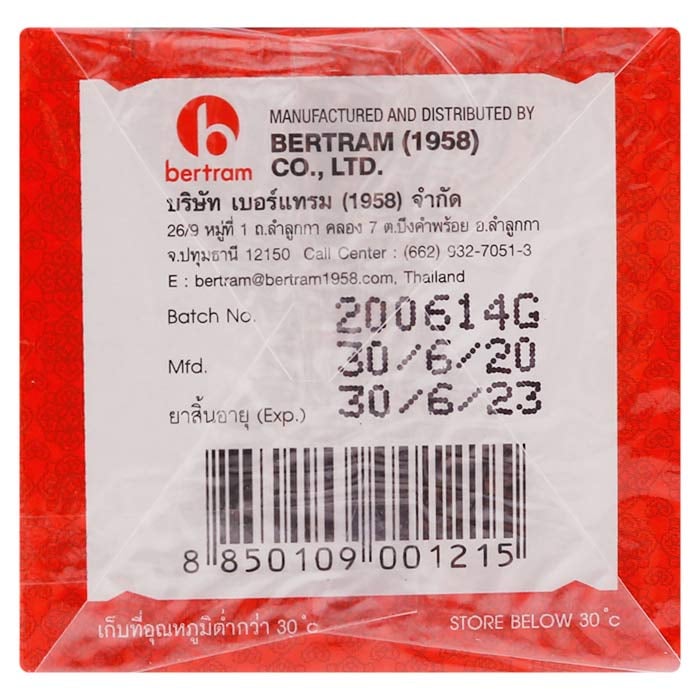 bertram
MANUFACTURED AND DISTRIBUTED BY
BERTRAM (1958)
CO., LTD.
บริษัท เบอร์แทรม (1958) จำกัด
26/9 หมู่ที่ 1 ถ.ลำลูกกา คลอง 7 ต.บึงคำพร้อย อ.ลำลูกกา
จ.ปทุมธานี 12150 Call Center : (662) 932-7051-3
E : bertram@bertram1958.com, Thailand
Batch No. 200614G
Mfd. 30/6/20
ยาสิ้นอายุ (Exp.) 30/6/23
8 850109 001215
เก็บที่อุณหภูมิต่ำกว่า 30 °c
STORE BELOW 30 °c